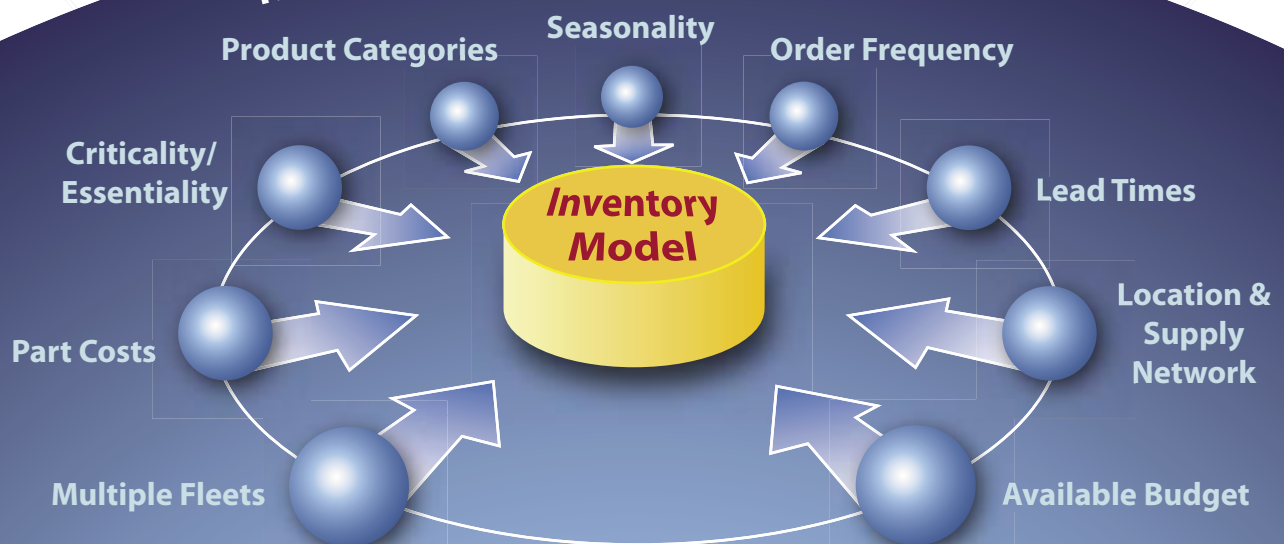 Seasonality
Product Categories
Order Frequency
Criticality/
Essentiality
Lead Times
Inventory
Model
Location &
Supply
Network
Part Costs
Multiple Fleets
Available Budget